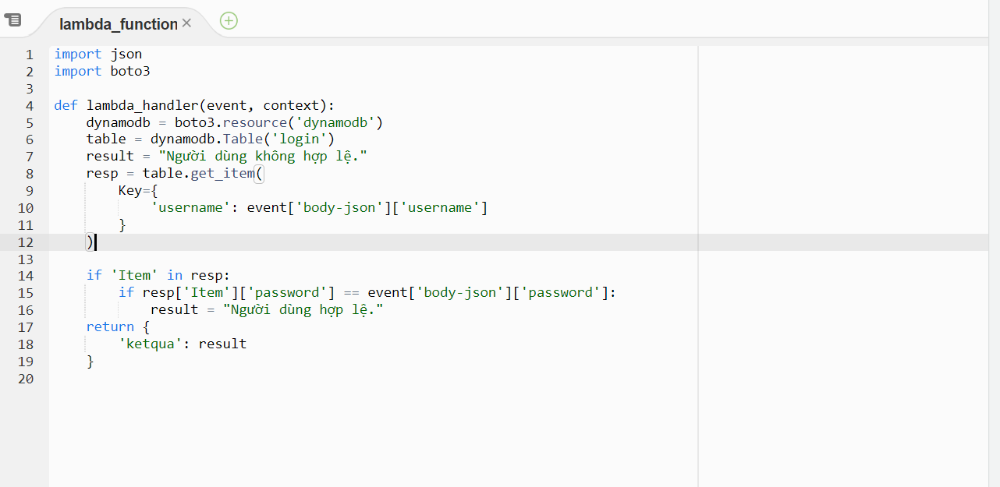 lambda_function
1 import json
2 import boto3
3
4 def lambda_handler(event, context):
5     dynamodb = boto3.resource('dynamodb')
6     table = dynamodb.Table('login')
7     result = "Người dùng không hợp lệ."
8     resp = table.get_item(
9         Key={
10             'username': event['body-json']['username']
11         }
12     )
13
14     if 'Item' in resp:
15         if resp['Item']['password'] == event['body-json']['password']:
16             result = "Người dùng hợp lệ."
17     return {
18         'ketqua': result
19     }
20